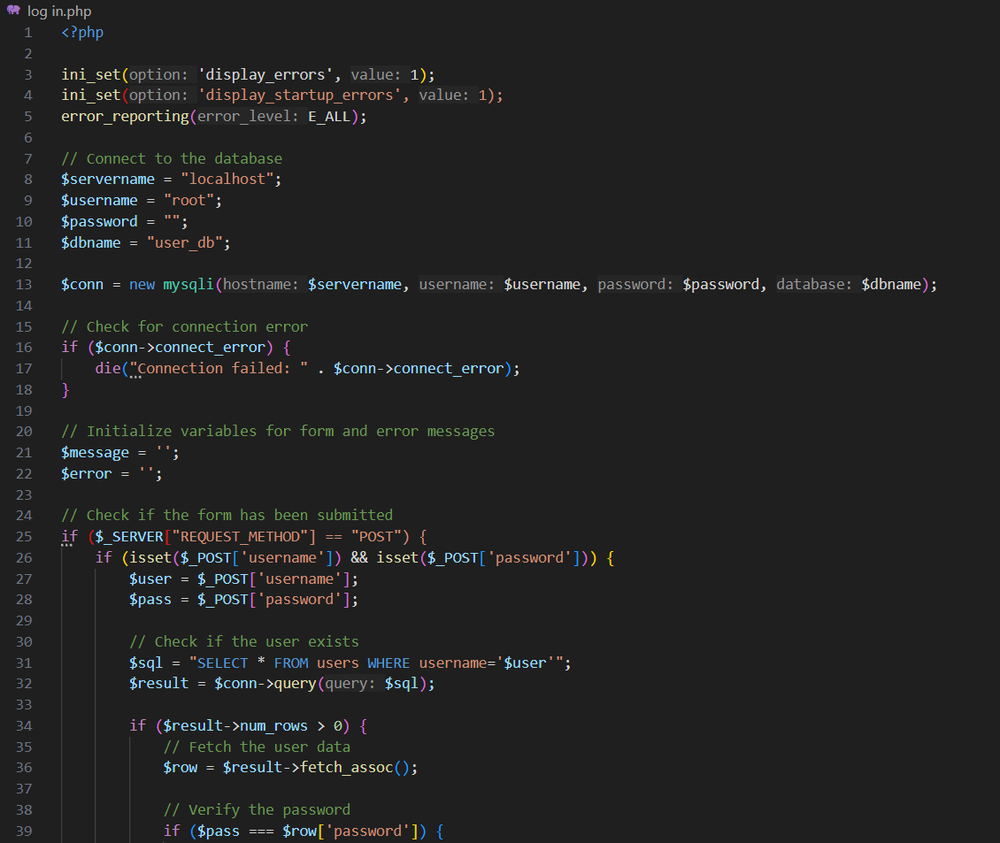 log in.php
1 <?php
2
3 ini_set(option: 'display_errors', value: 1);
4 ini_set(option: 'display_startup_errors', value: 1);
5 error_reporting(error_level: E_ALL);
6
7 // Connect to the database
8 $servername = "localhost";
9 $username = "root";
10 $password = "";
11 $dbname = "user_db";
12
13 $conn = new mysqli(hostname: $servername, username: $username, password: $password, database: $dbname);
14
15 // Check for connection error
16 if ($conn->connect_error) {
17     die("Connection failed: " . $conn->connect_error);
18 }
19
20 // Initialize variables for form and error messages
21 $message = '';
22 $error = '';
23
24 // Check if the form has been submitted
25 if ($_SERVER["REQUEST_METHOD"] == "POST") {
26     if (isset($_POST['username']) && isset($_POST['password'])) {
27         $user = $_POST['username'];
28         $pass = $_POST['password'];
29
30         // Check if the user exists
31         $sql = "SELECT * FROM users WHERE username='$user'";
32         $result = $conn->query(query: $sql);
33
34         if ($result->num_rows > 0) {
35             // Fetch the user data
36             $row = $result->fetch_assoc();
37
38             // Verify the password
39             if ($pass === $row['password']) {